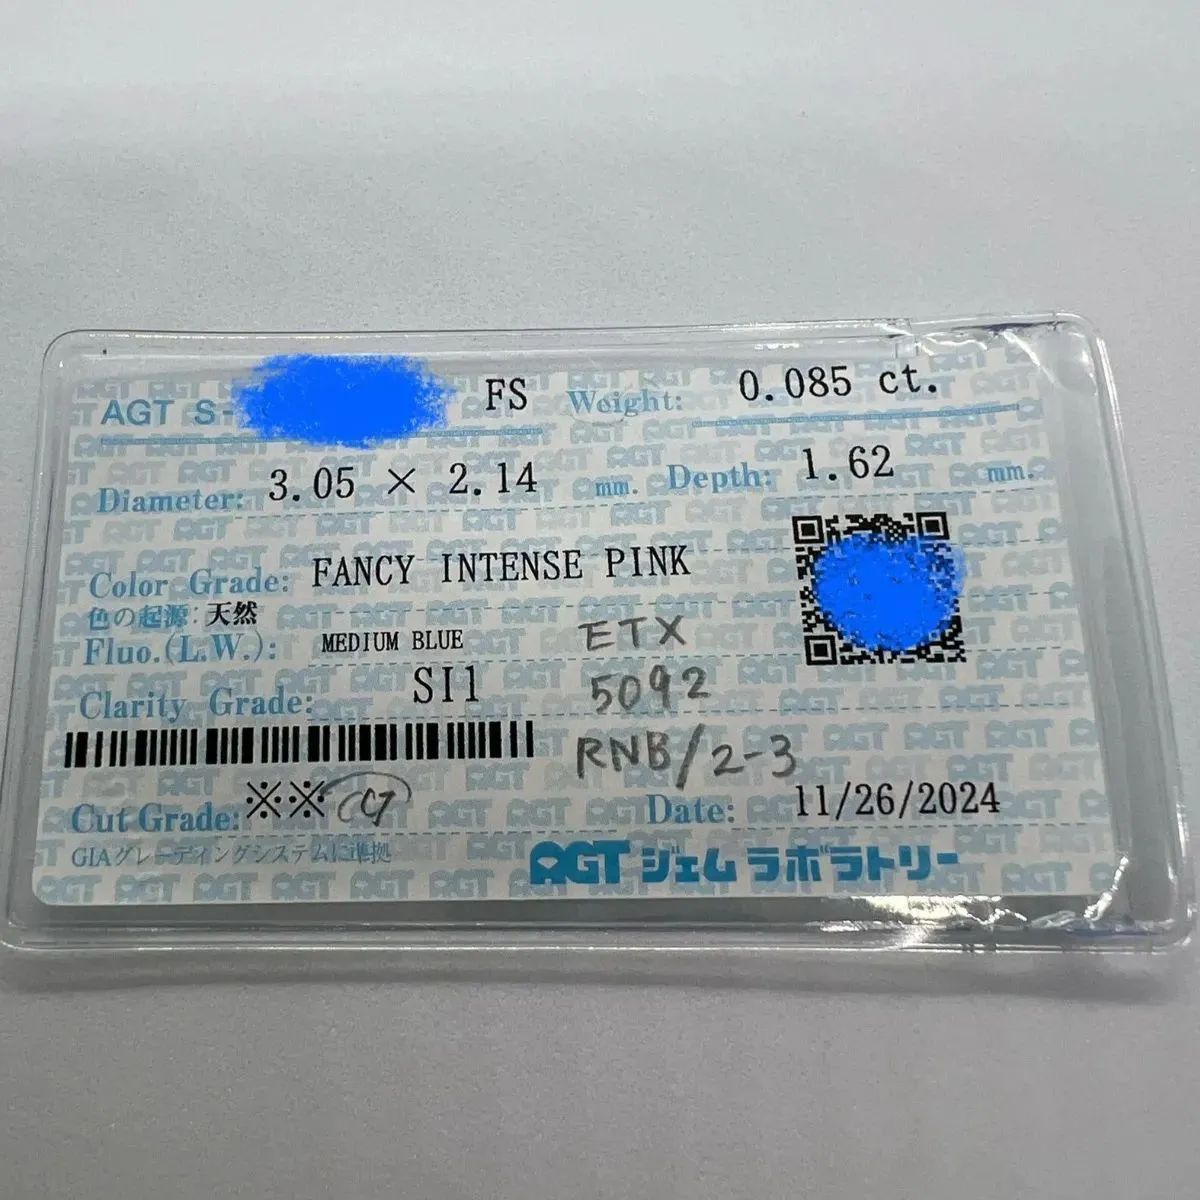 AGT S- FS Weight: 0.085 ct.
Diameter: 3.05 × 2.14 mm. Depth: 1.62 mm.
Color Grade: FANCY INTENSE PINK
色の起源:天然
Fluo.(L.W.): MEDIUM BLUE ETX
Clarity Grade: SI1 5092
RNB/2-3
Cut Grade: ※※ Date: 11/26/2024
GIAグレーディングシステムに準拠
AGTジェムラボラトリー